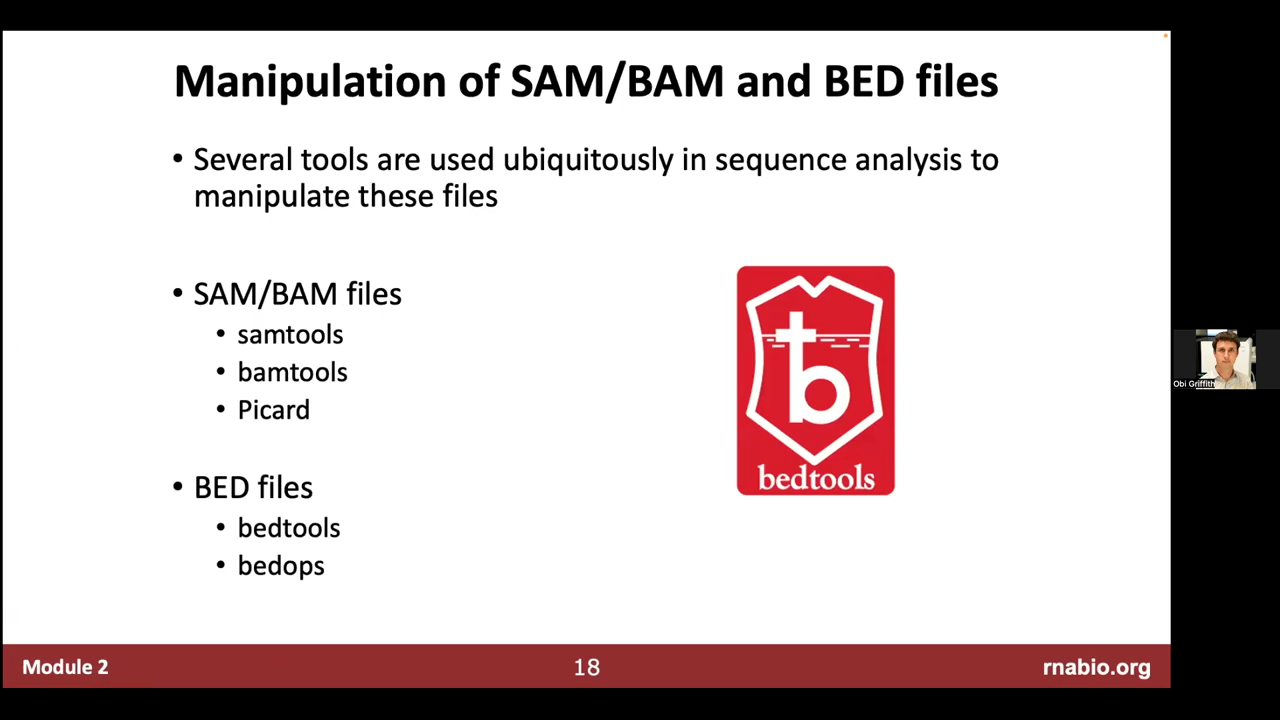 Manipulation of SAM/BAM and BED files
• Several tools are used ubiquitously in sequence analysis to
manipulate these files
• SAM/BAM files
• samtools
• bamtools
• Picard
• BED files
• bedtools
• bedops
b
bedtools
Obi Griffith
Module 2
18
rnabio.org